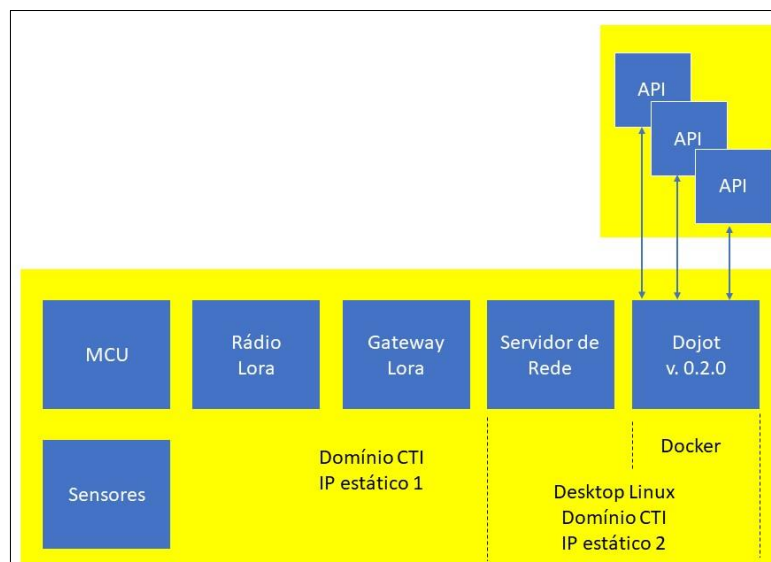 API
API
API
MCU
Rádio
Lora
Gateway
Lora
Servidor de
Rede
Dojot
v. 0.2.0
Sensores
Domínio CTI
IP estático 1
Docker
Desktop Linux
Domínio CTI
IP estático 2